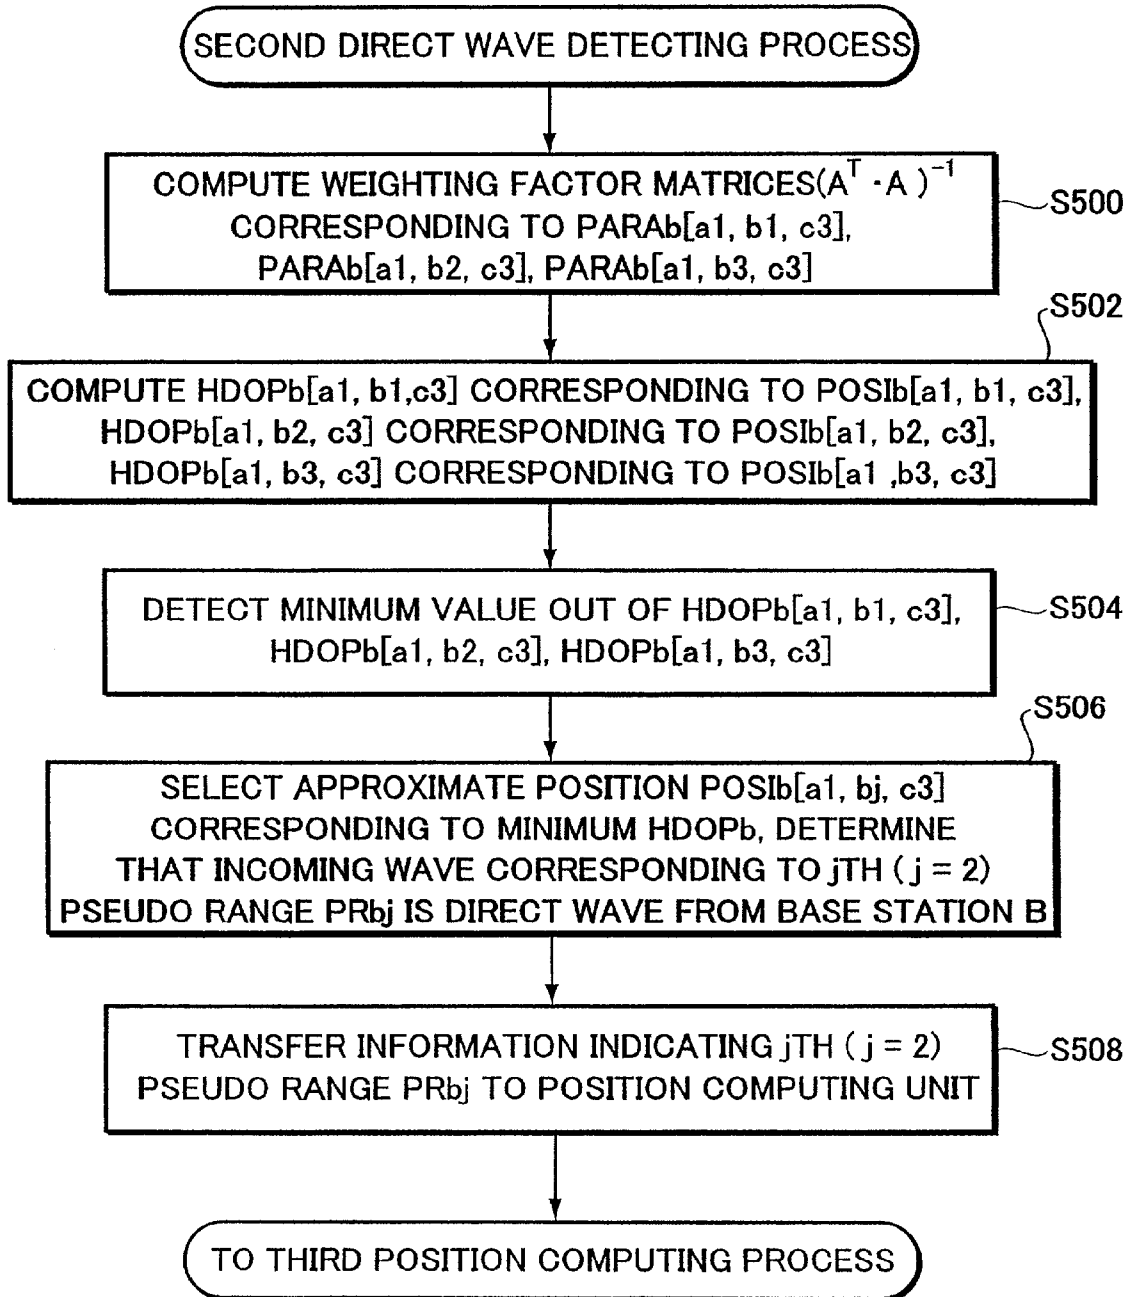 SECOND DIRECT WAVE DETECTING PROCESS
COMPUTE WEIGHTING FACTOR MATRICES(A^T · A)^-1
CORRESPONDING TO PARAb[a1, b1, c3],
PARAb[a1, b2, c3], PARAb[a1, b3, c3]
S500
S502
COMPUTE HDOPb[a1, b1,c3] CORRESPONDING TO POSIb[a1, b1, c3],
HDOPb[a1, b2, c3] CORRESPONDING TO POSIb[a1, b2, c3],
HDOPb[a1, b3, c3] CORRESPONDING TO POSIb[a1 ,b3, c3]
DETECT MINIMUM VALUE OUT OF HDOPb[a1, b1, c3],
HDOPb[a1, b2, c3], HDOPb[a1, b3, c3]
S504
S506
SELECT APPROXIMATE POSITION POSIb[a1, bj, c3]
CORRESPONDING TO MINIMUM HDOPb, DETERMINE
THAT INCOMING WAVE CORRESPONDING TO jTH ( j = 2)
PSEUDO RANGE PRbj IS DIRECT WAVE FROM BASE STATION B
TRANSFER INFORMATION INDICATING jTH ( j = 2)
PSEUDO RANGE PRbj TO POSITION COMPUTING UNIT
S508
TO THIRD POSITION COMPUTING PROCESS